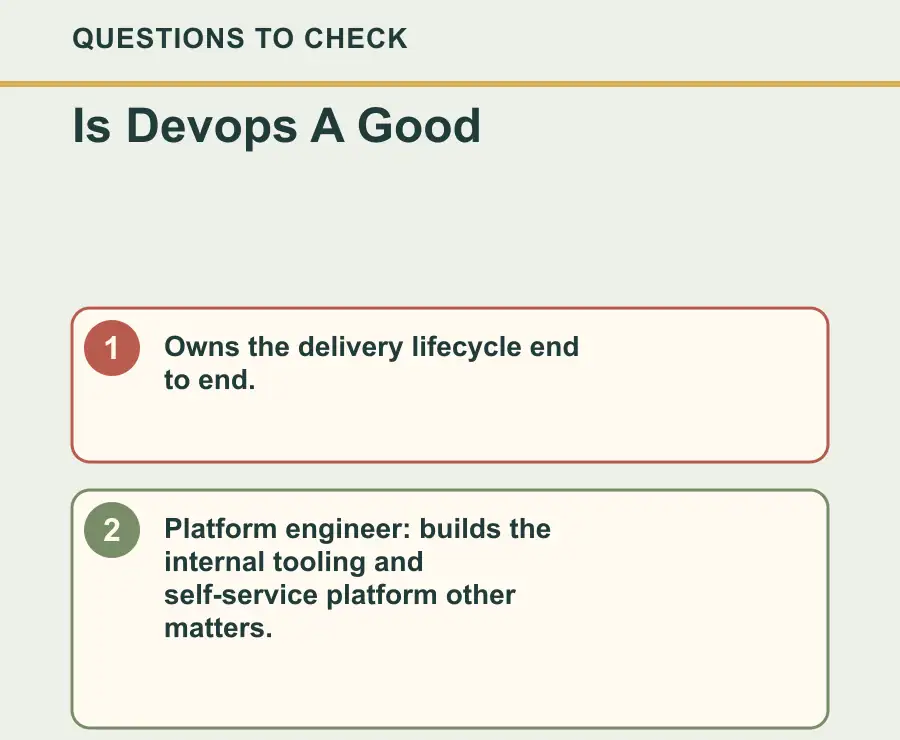 QUESTIONS TO CHECK
Is Devops A Good
1
Owns the delivery lifecycle end
to end.
2
Platform engineer: builds the
internal tooling and
self-service platform other
matters.